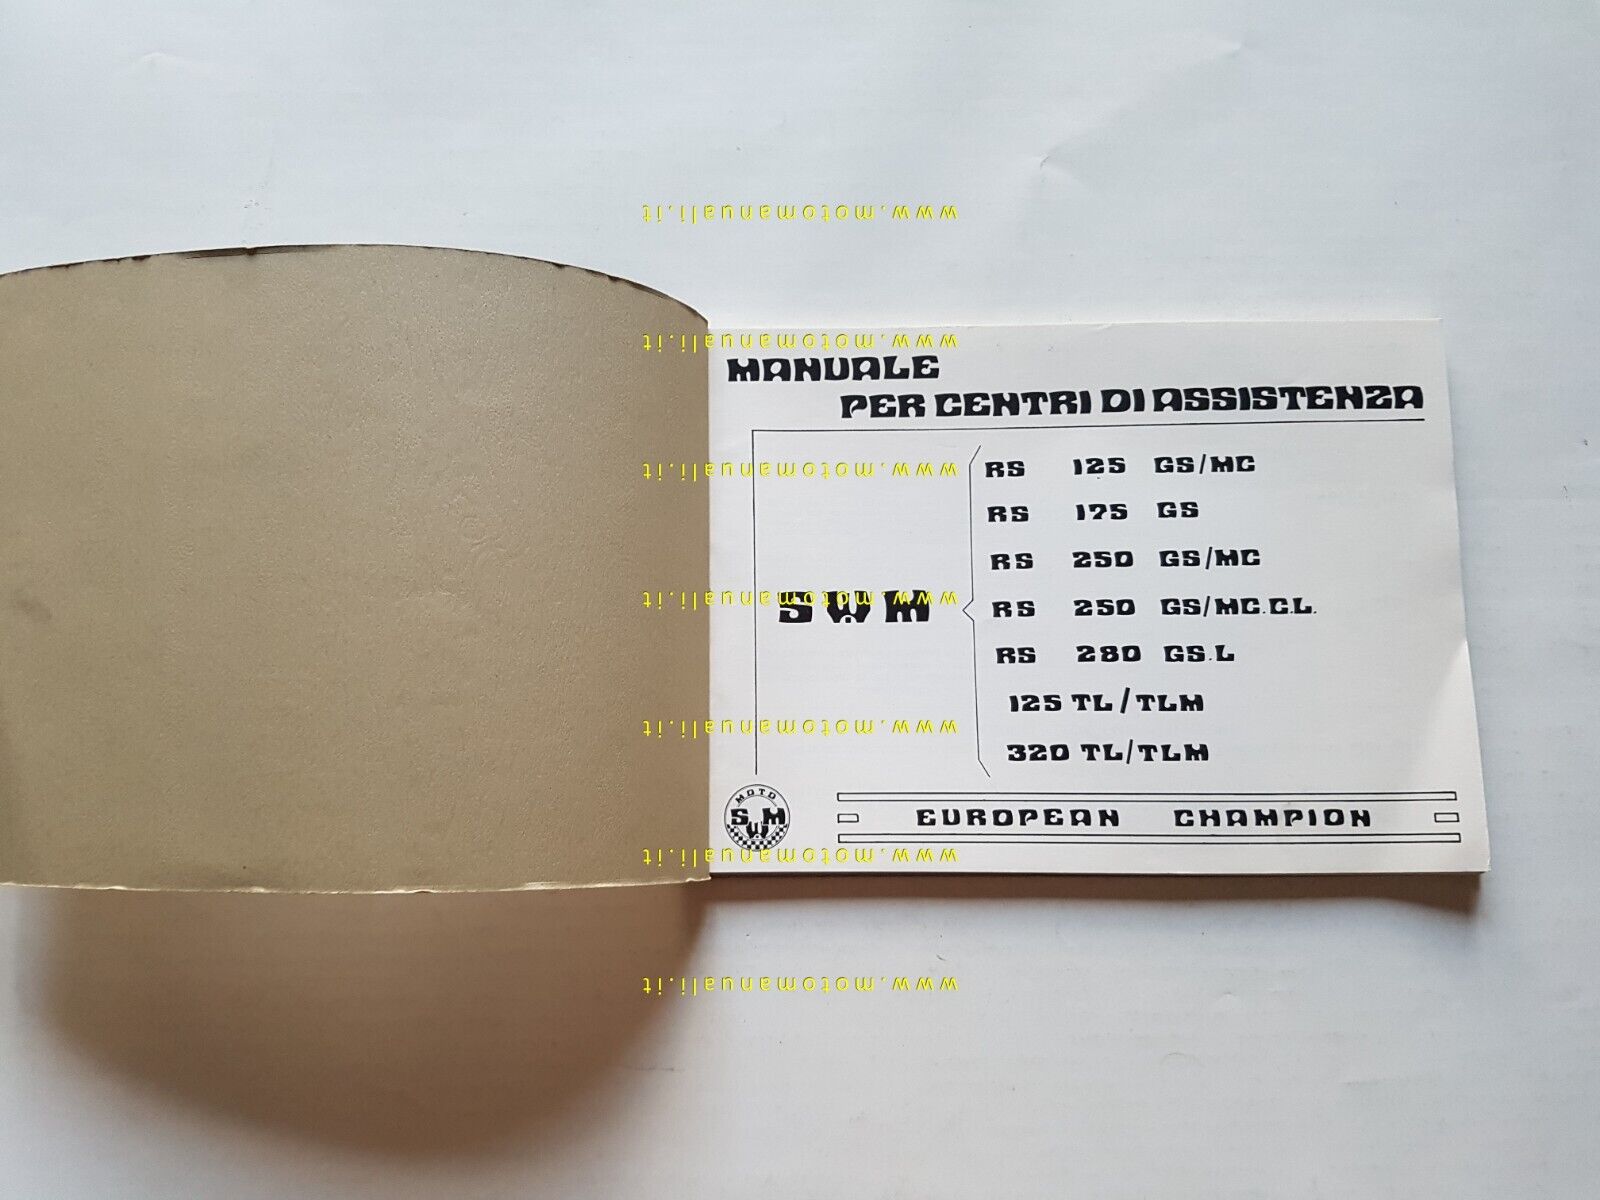 www.motomanuali.it
www.motomanuali.it
MANUALE
PER CENTRI DI ASSISTENZA
RS 125 GS/MC
www.motomanuali.it
RS 175 GS
RS 250 GS/MC
www.motomanuali.it
SWM
RS 250 GS/MC.C.L.
RS 280 GS.L
125 TL/TLM
www.motomanuali.it
320 TL/TLM
MOTO
SWM
EUROPEAN CHAMPION
www.motomanuali.it
www.motomanuali.it